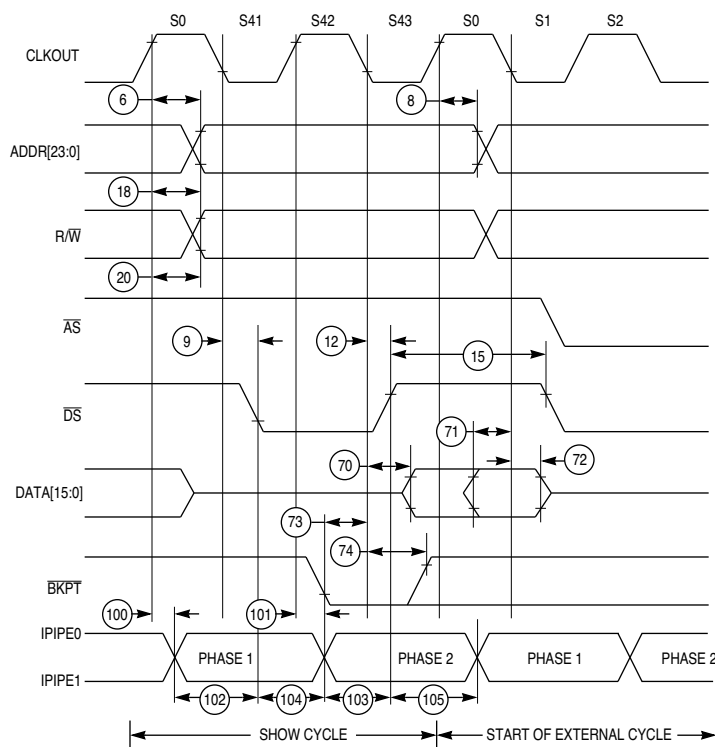 S0 S41 S42 S43 S0 S1 S2
CLKOUT
6 8
ADDR[23:0]
18
R/W
20
AS
9 12 15
DS
71
70 72
DATA[15:0]
73
74
BKPT
100 101
IPIPE0
PHASE 1 PHASE 2 PHASE 1 PHASE 2
IPIPE1
102 104 103 105
SHOW CYCLE START OF EXTERNAL CYCLE